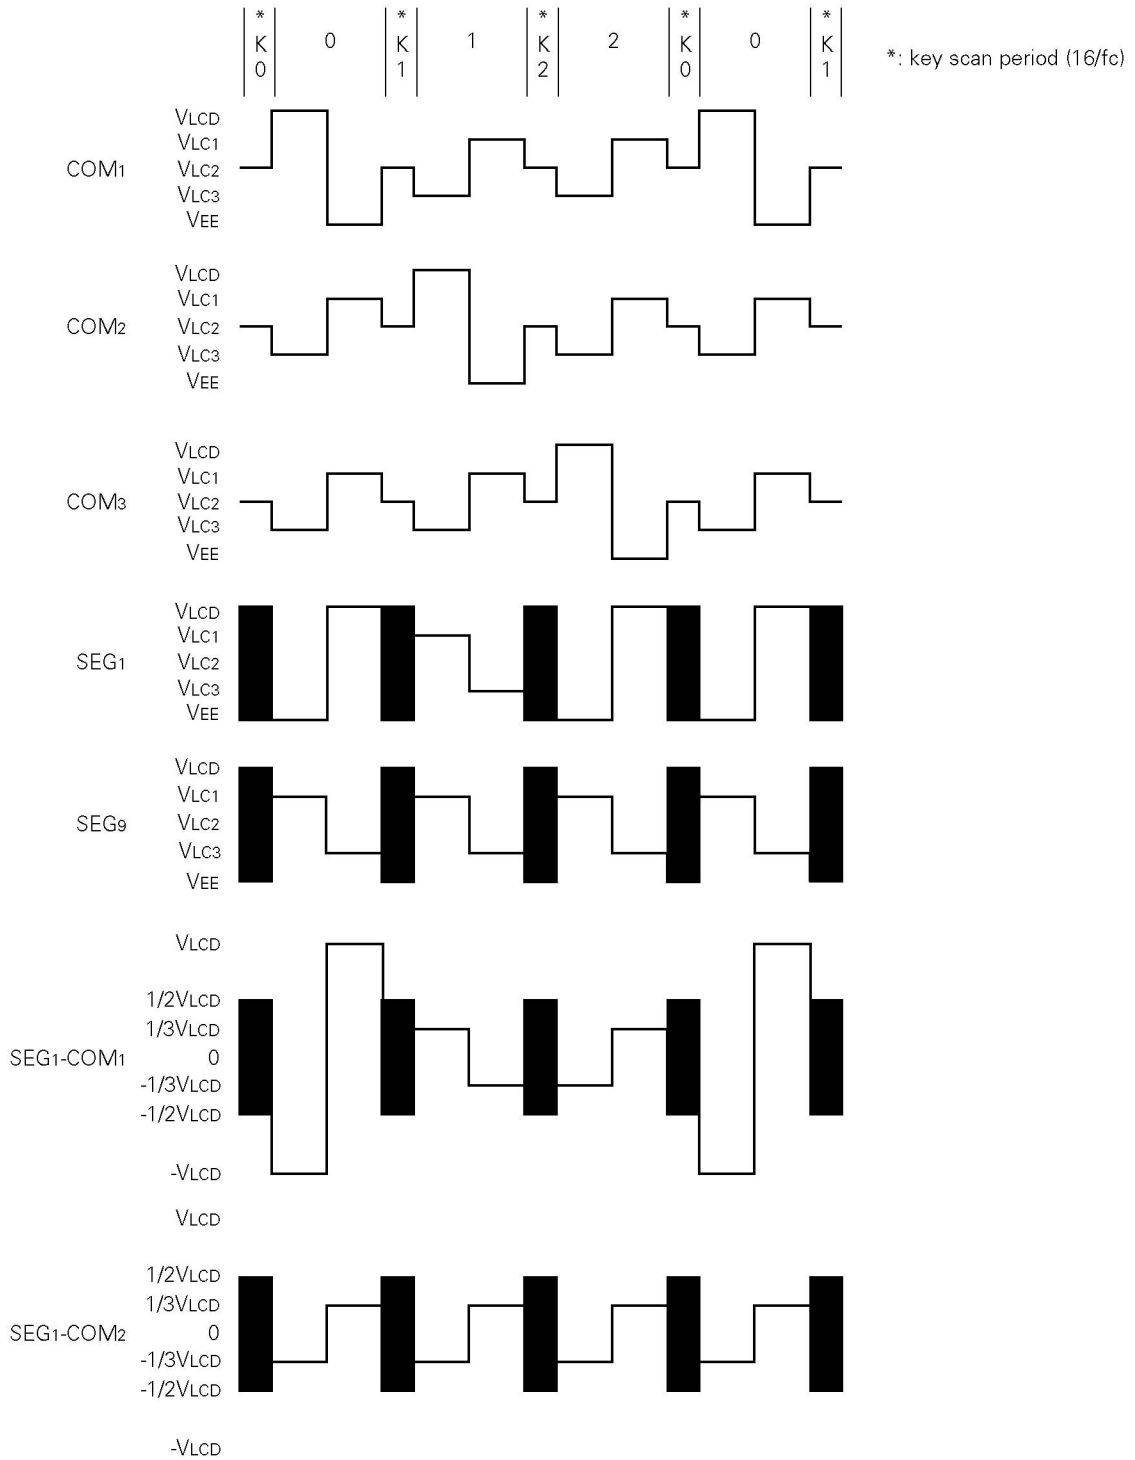 * K 0
0
* K 1
1
* K 2
2
* K 0
0
* K 1
*: key scan period (16/fc)
COM1
VLCD
VLC1
VLC2
VLC3
VEE
COM2
VLCD
VLC1
VLC2
VLC3
VEE
COM3
VLCD
VLC1
VLC2
VLC3
VEE
SEG1
VLCD
VLC1
VLC2
VLC3
VEE
SEG9
VLCD
VLC1
VLC2
VLC3
VEE
SEG1-COM1
VLCD
1/2VLCD
1/3VLCD
0
-1/3VLCD
-1/2VLCD
-VLCD
SEG1-COM2
VLCD
1/2VLCD
1/3VLCD
0
-1/3VLCD
-1/2VLCD
-VLCD